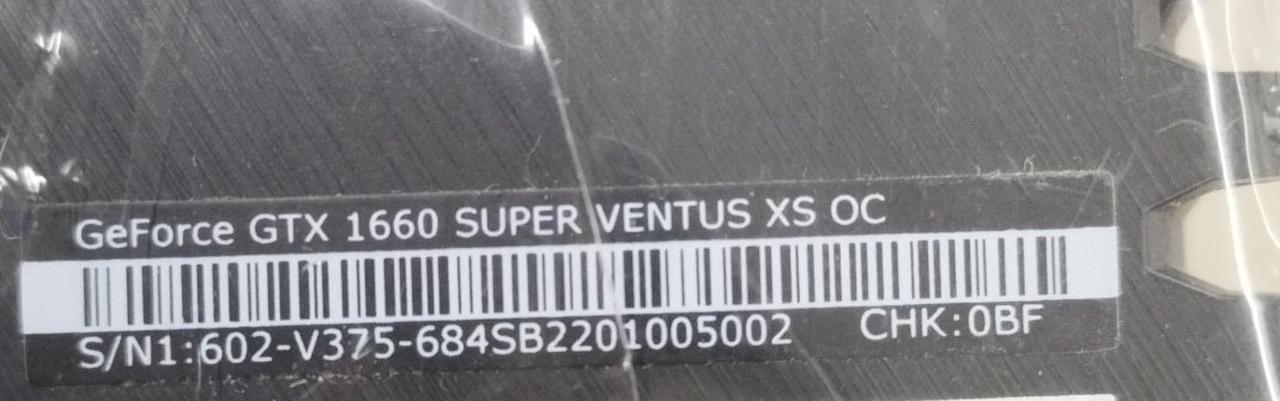 GeForce GTX 1660 SUPER VENTUS XS OC
S/N1:602-V375-684SB2201005002 CHK:0BF